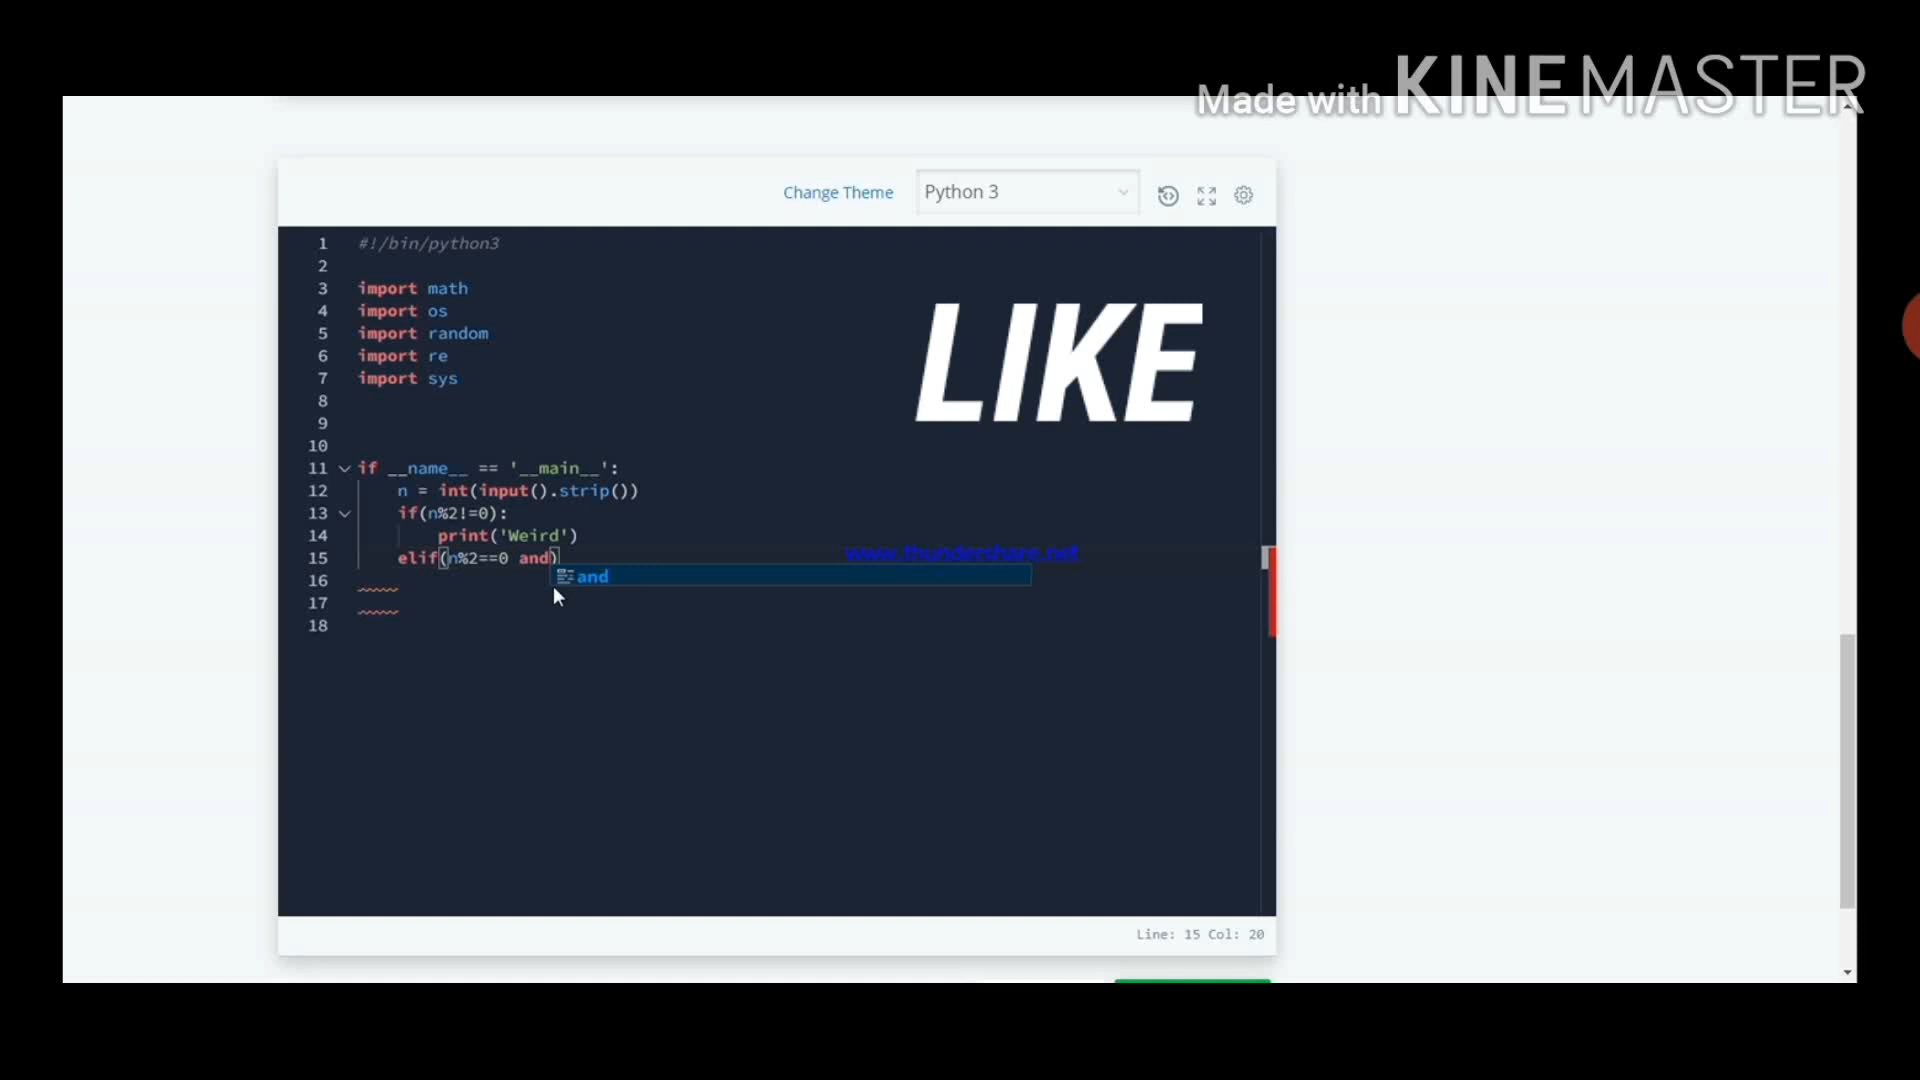 Made with KINEMASTER
Change Theme Python 3
1 #!/bin/python3
2
3 import math
4 import os
5 import random
6 import re
7 import sys
8
9
10
11 if __name__ == '__main__':
12 n = int(input().strip())
13 if(n%2!=0):
14 print('Weird')
15 elif(n%2==0 and)
and
16
17
18
LIKE
www.thundershare.net
Line: 15 Col: 20